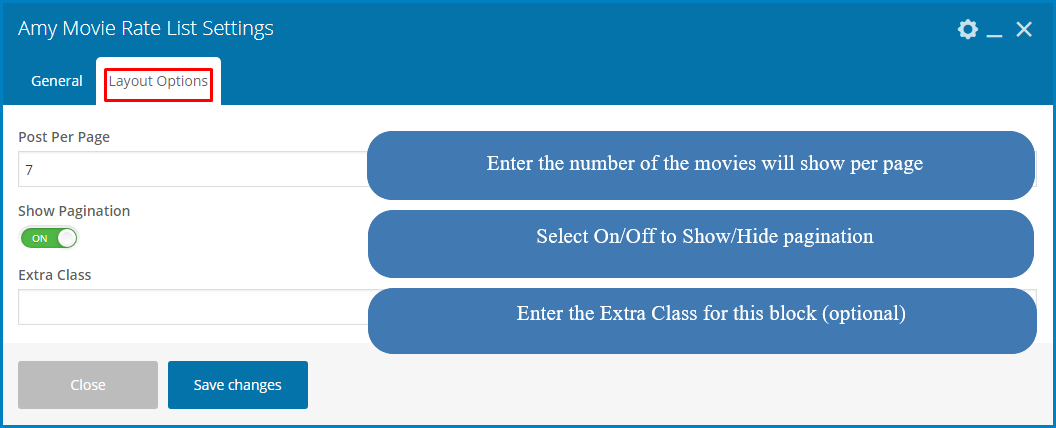 Amy Movie Rate List Settings
General
Layout Options
Post Per Page
7
Enter the number of the movies will show per page
Show Pagination
ON
Select On/Off to Show/Hide pagination
Extra Class
Enter the Extra Class for this block (optional)
Close
Save changes